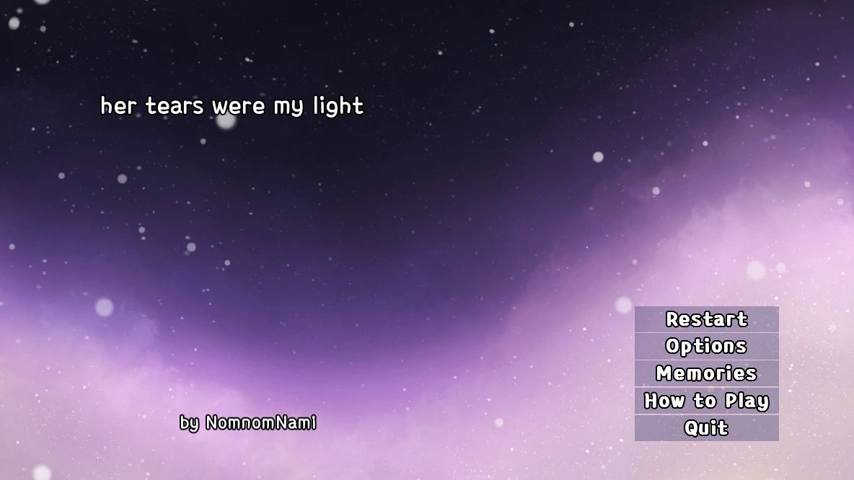 her tears were my light
Restart
Options
Memories
How to Play
Quit
by NomnomNami